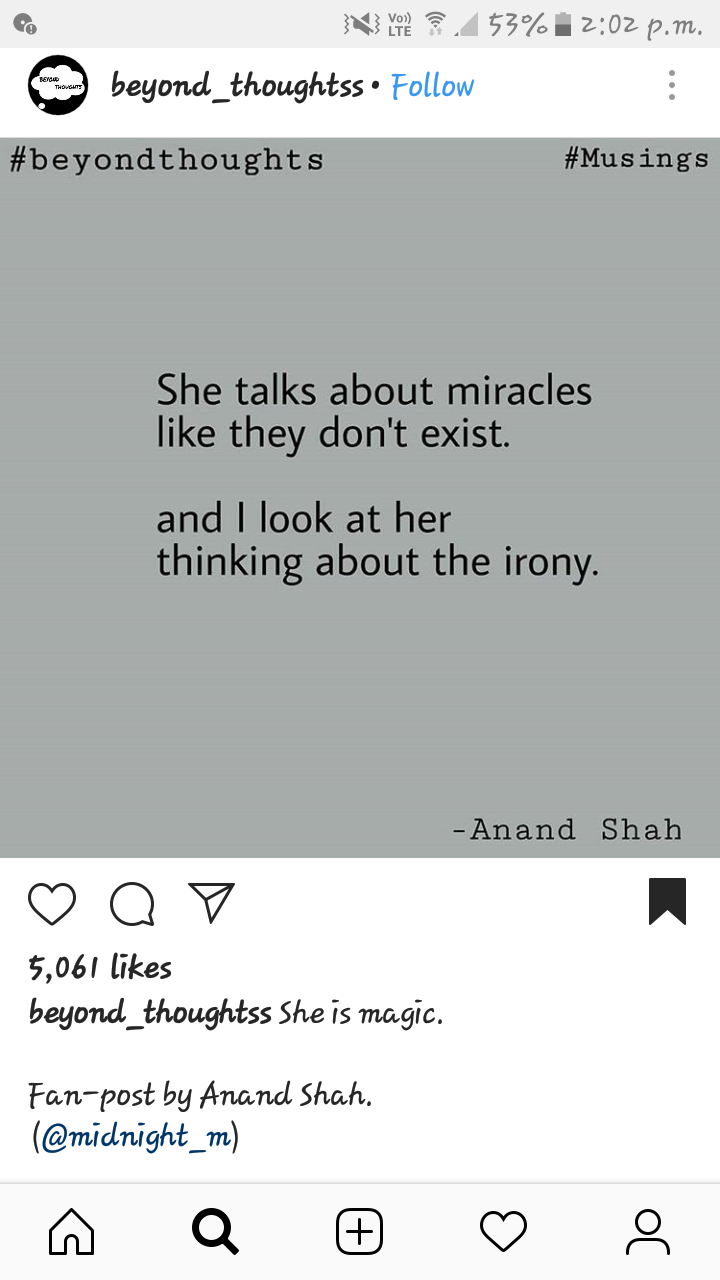 Vo)) LTE 53% 2:02 p.m.
BEYOND THOUGHTS
beyond_thoughtss • Follow
#beyondthoughts #Musings
She talks about miracles
like they don't exist.
and I look at her
thinking about the irony.
-Anand Shah
5,061 likes
beyond_thoughtss She is magic.
Fan-post by Anand Shah.
(@midnight_m)